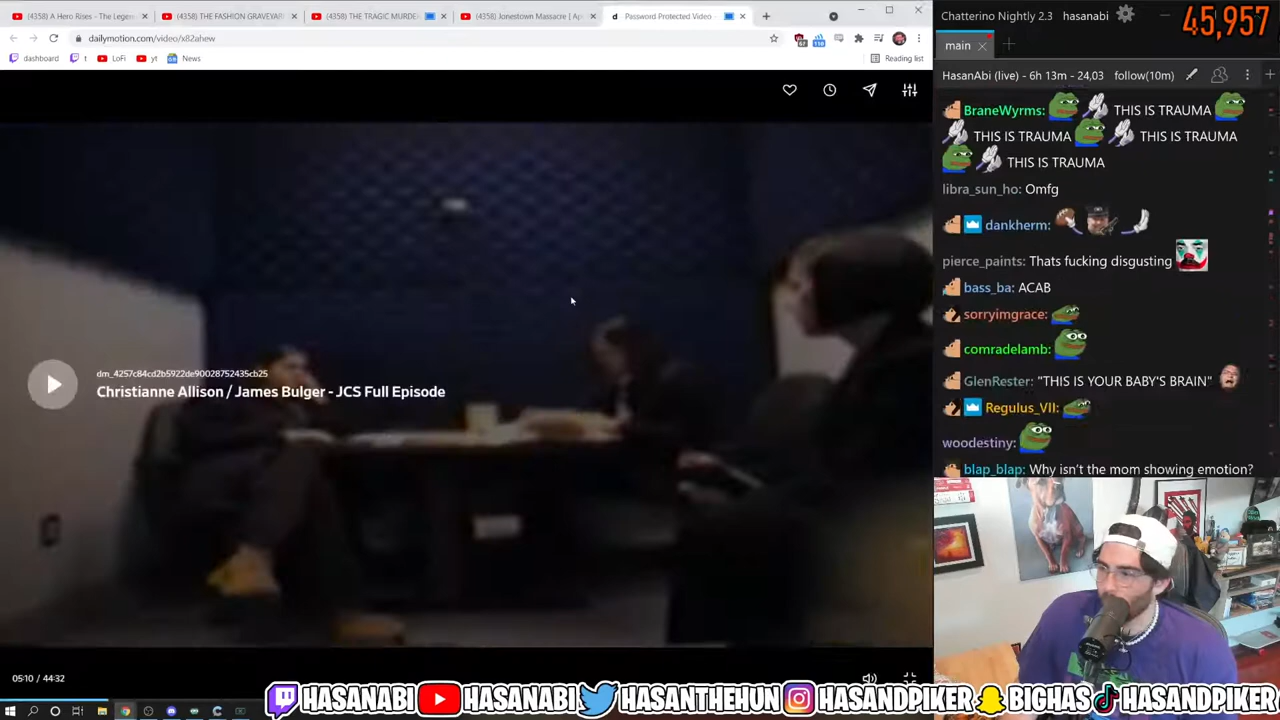 (4358) A Hero Rises - The Legen
(4358) THE FASHION GRAVEYAR
(4358) THE TRAGIC MURDE
(4358) Jonestown Massacre | Ap
Password Protected Video -
dailymotion.com/video/x82ahew
dashboard
t
LoFi
yt
News
Reading list
dm_4257c84cd2b5922de90028752435cb25
Christianne Allison / James Bulger - JCS Full Episode
05:10 / 44:32
Chatterino Nightly 2.3
hasanabi
45,957
main
HasanAbi (live) - 6h 13m - 24,03
follow(10m)
BraneWyrms: THIS IS TRAUMA
THIS IS TRAUMA THIS IS TRAUMA
THIS IS TRAUMA
libra_sun_ho: Omfg
dankherm:
pierce_paints: Thats fucking disgusting
bass_ba: ACAB
sorryimgrace:
comradelamb:
GlenRester: "THIS IS YOUR BABY'S BRAIN"
Regulus_VII:
woodestiny:
blap_blap: Why isn't the mom showing emotion?
HASANABI HASANABI HASANTHEHUN HASANDPIKER BIGHAS HASANDPIKER